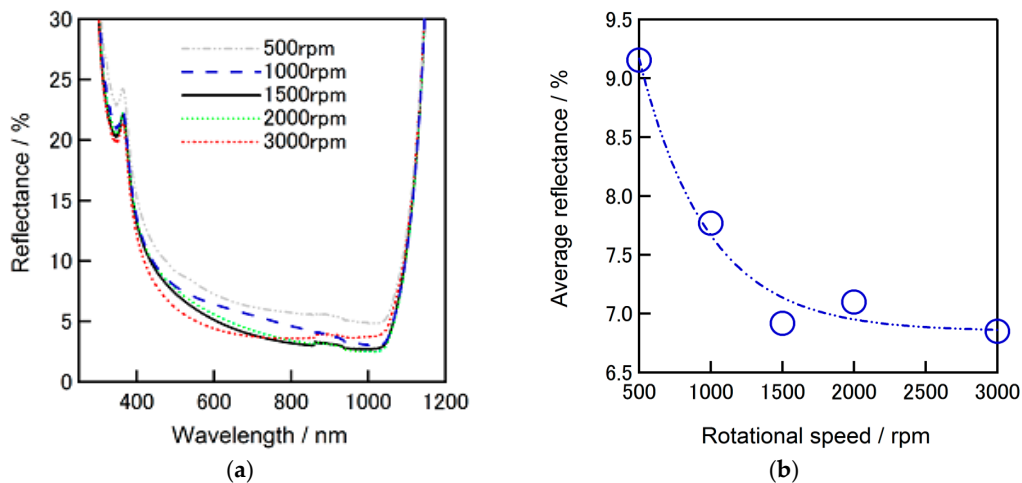 30
25
20
15
10
5
0
Reflectance / %
500rpm
1000rpm
1500rpm
2000rpm
3000rpm
400 600 800 1000 1200
Wavelength / nm
(a)
9.5
9.0
8.5
8.0
7.5
7.0
6.5
Average reflectance / %
500 1000 1500 2000 3000
Rotational speed / rpm
(b)